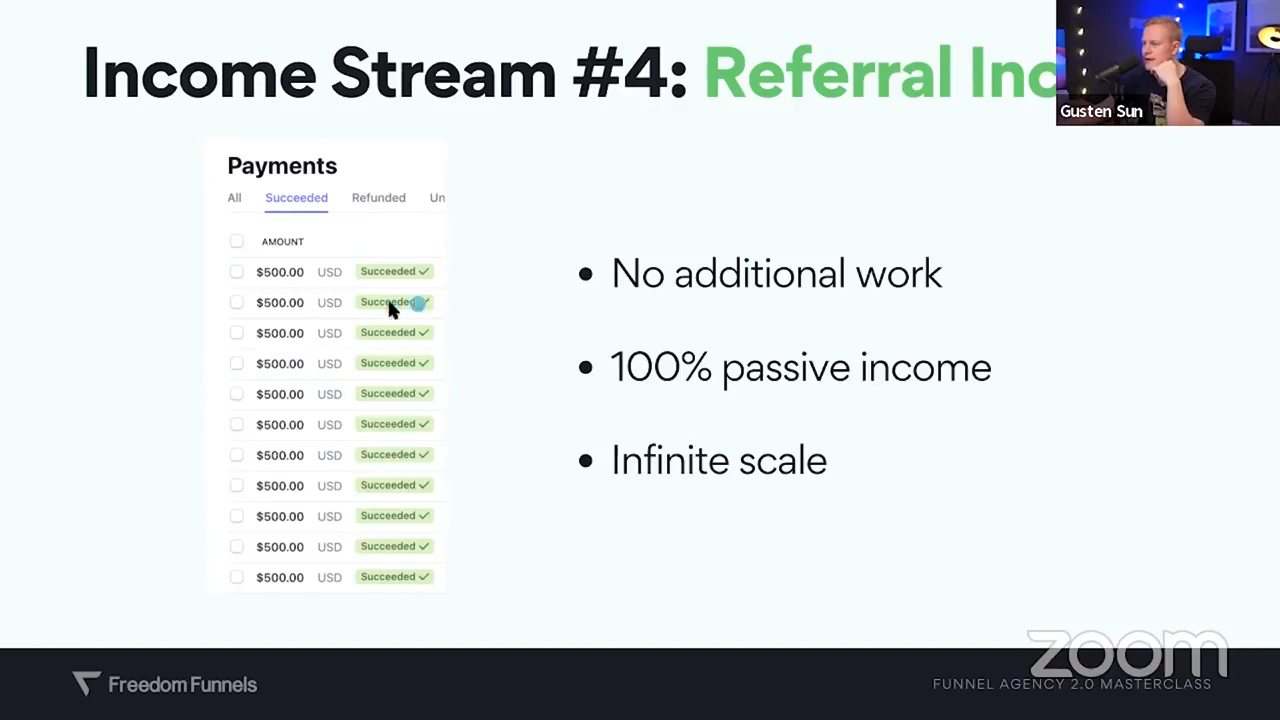 Income Stream #4: Referral Inc
Gusten Sun
Payments
All Succeeded Refunded Un
AMOUNT
$500.00 USD Succeeded ✓
$500.00 USD Succeeded ✓
$500.00 USD Succeeded ✓
$500.00 USD Succeeded ✓
$500.00 USD Succeeded ✓
$500.00 USD Succeeded ✓
$500.00 USD Succeeded ✓
$500.00 USD Succeeded ✓
$500.00 USD Succeeded ✓
$500.00 USD Succeeded ✓
$500.00 USD Succeeded ✓
• No additional work
• 100% passive income
• Infinite scale
zoom
Freedom Funnels
FUNNEL AGENCY 2.0 MASTERCLASS